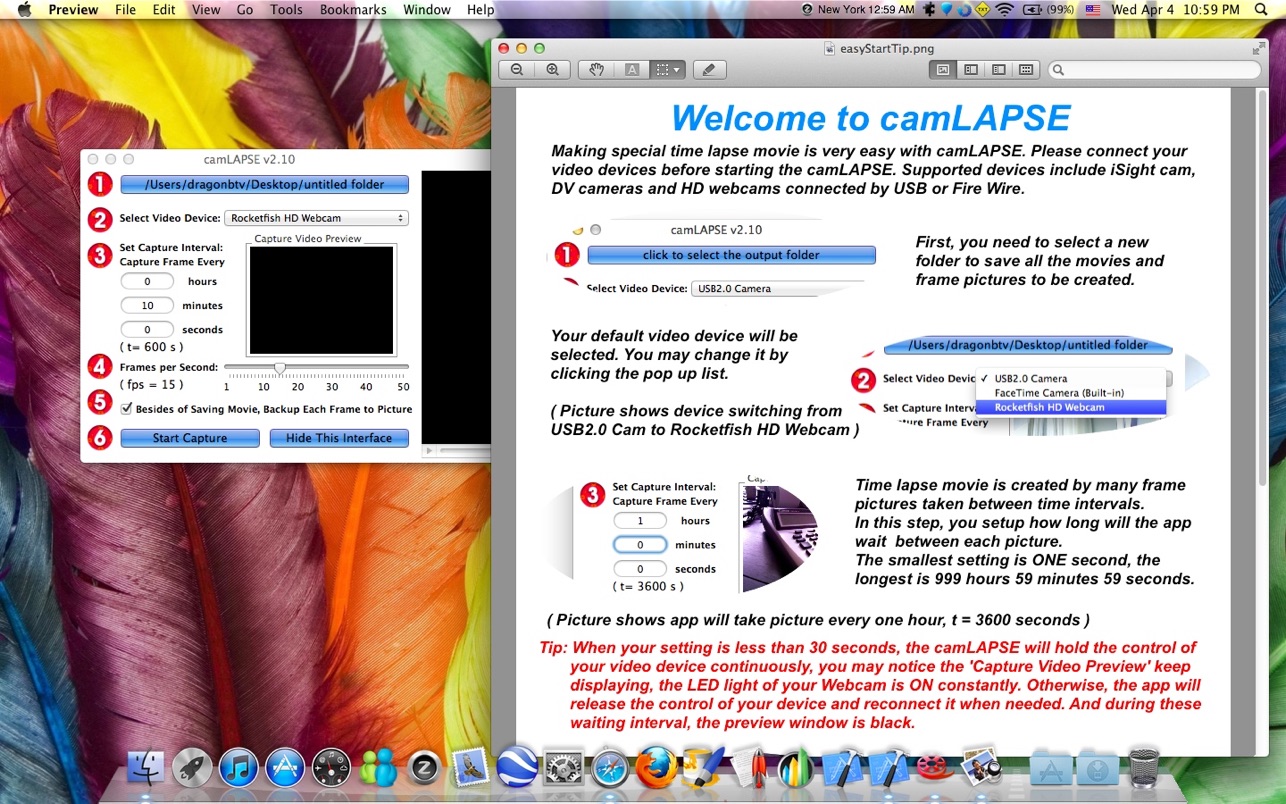 Preview File Edit View Go Tools Bookmarks Window Help
New York 12:59 AM
TXT
(99%)
Wed Apr 4 10:59 PM
camLAPSE v2.10
1
/Users/dragonbtv/Desktop/untitled folder
2
Select Video Device:
Rocketfish HD Webcam
3
Set Capture Interval:
Capture Frame Every
0 hours
10 minutes
0 seconds
( t= 600 s )
Capture Video Preview
4
Frames per Second:
( fps = 15 )
1 10 20 30 40 50
5
Besides of Saving Movie, Backup Each Frame to Picture
6
Start Capture
Hide This Interface
easyStartTip.png
A
Welcome to camLAPSE
Making special time lapse movie is very easy with camLAPSE. Please connect your
video devices before starting the camLAPSE. Supported devices include iSight cam,
DV cameras and HD webcams connected by USB or Fire Wire.
camLAPSE v2.10
1
click to select the output folder
Select Video Device:
USB2.0 Camera
First, you need to select a new
folder to save all the movies and
frame pictures to be created.
Your default video device will be
selected. You may change it by
clicking the pop up list.
( Picture shows device switching from
USB2.0 Cam to Rocketfish HD Webcam )
/Users/dragonbtv/Desktop/untitled folder
2
Select Video Devic
✓ USB2.0 Camera
FaceTime Camera (Built-in)
Rocketfish HD Webcam
Set Capture Interv
Frame Every
3
Set Capture Interval:
Capture Frame Every
1 hours
0 minutes
0 seconds
( t= 3600 s )
Cap
Time lapse movie is created by many frame
pictures taken between time intervals.
In this step, you setup how long will the app
wait between each picture.
The smallest setting is ONE second, the
longest is 999 hours 59 minutes 59 seconds.
( Picture shows app will take picture every one hour, t = 3600 seconds )
Tip: When your setting is less than 30 seconds, the camLAPSE will hold the control of
your video device continuously, you may notice the 'Capture Video Preview' keep
displaying, the LED light of your Webcam is ON constantly. Otherwise, the app will
release the control of your device and reconnect it when needed. And during these
waiting interval, the preview window is black.
Z